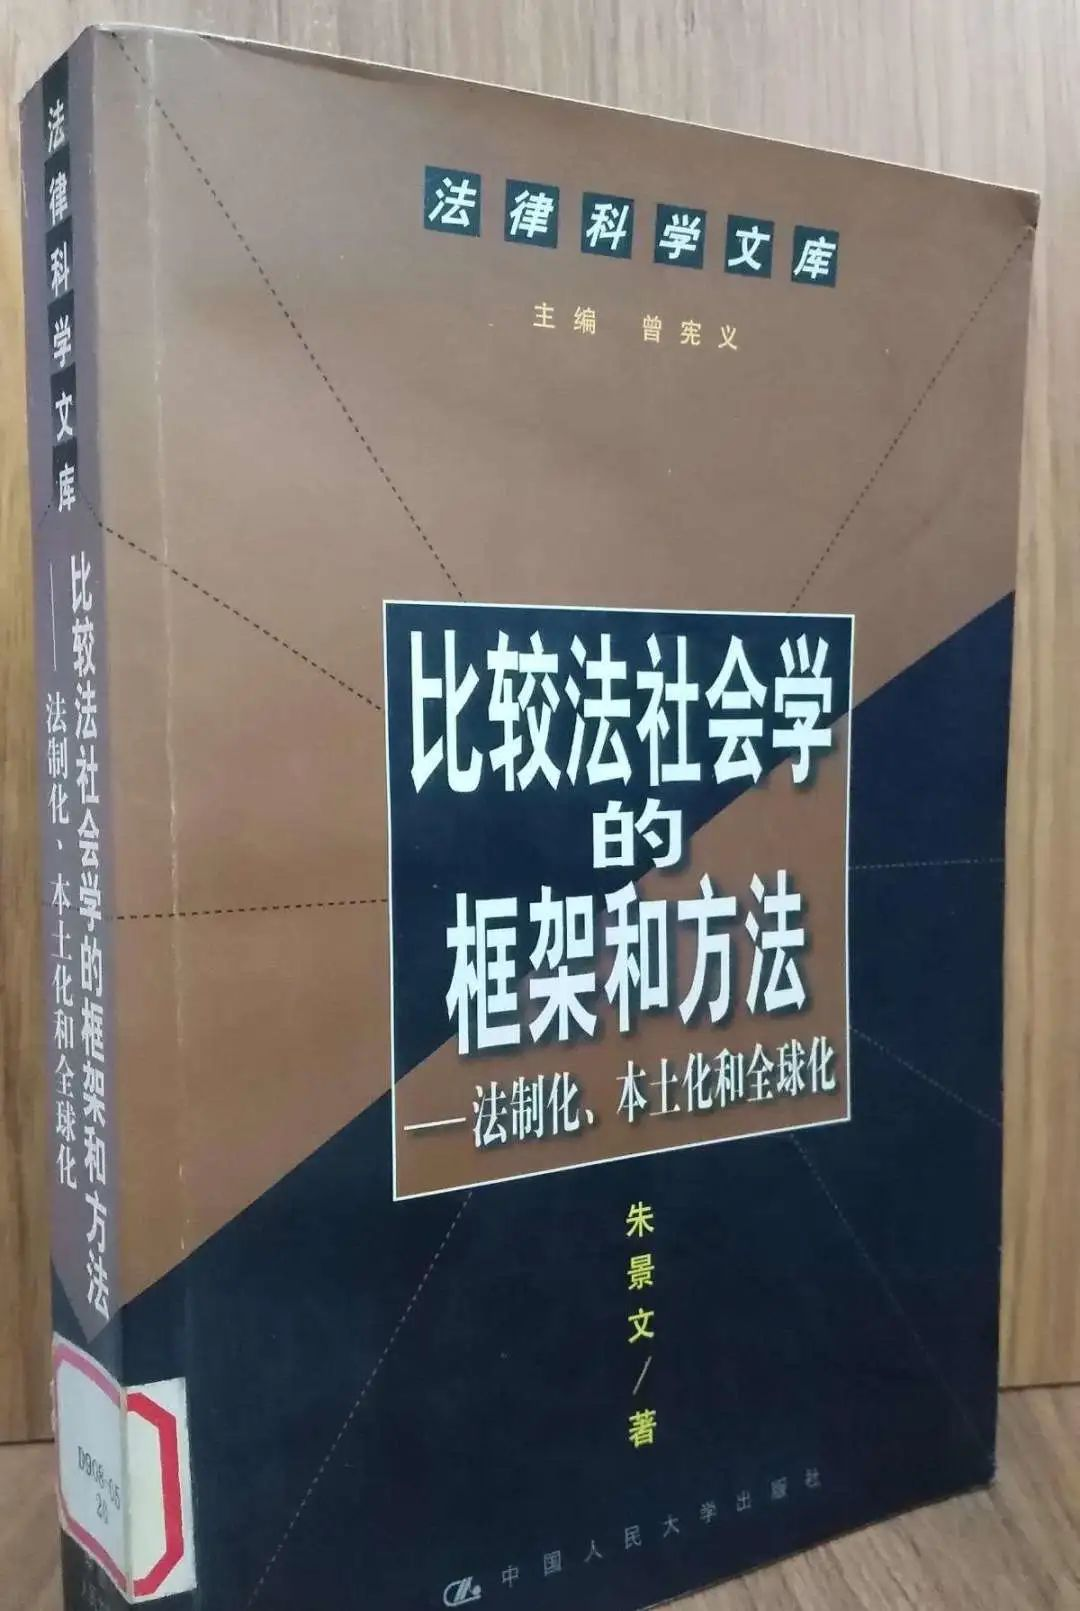 法律科学文库
主编 曾宪义
比较法社会学
的
框架和方法
—法制化、本土化和全球化
朱景文/著
中国人民大学出版社
法律科学文库
比较法社会学的框架和方法
——法制化、本土化和全球化
D908-05
20